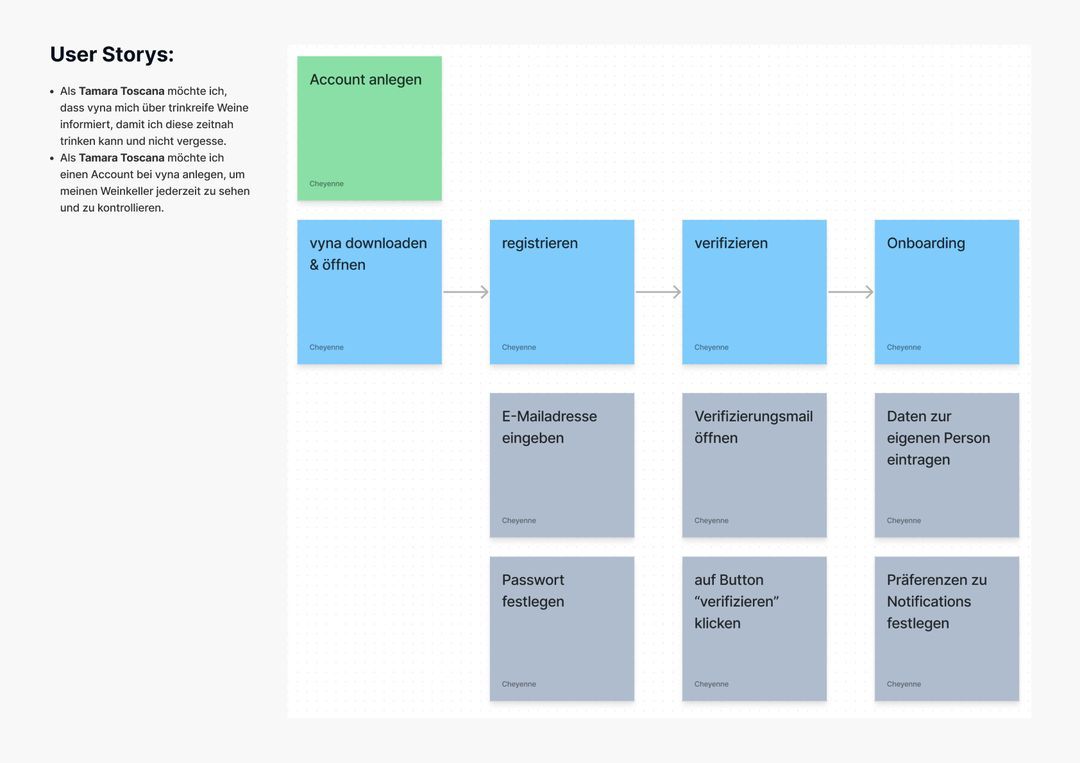 User Storys:
• Als Tamara Toscana möchte ich,
dass vyna mich über trinkreife Weine
informiert, damit ich diese zeitnah
trinken kann und nicht vergesse.
• Als Tamara Toscana möchte ich
einen Account bei vyna anlegen, um
meinen Weinkeller jederzeit zu sehen
und zu kontrollieren.
Account anlegen
Cheyenne
vyna downloaden
& öffnen
Cheyenne
registrieren
Cheyenne
verifizieren
Cheyenne
Onboarding
Cheyenne
E-Mailadresse
eingeben
Cheyenne
Verifizierungsmail
öffnen
Cheyenne
Daten zur
eigenen Person
eintragen
Cheyenne
Passwort
festlegen
Cheyenne
auf Button
“verifizieren”
klicken
Cheyenne
Präferenzen zu
Notifications
festlegen
Cheyenne